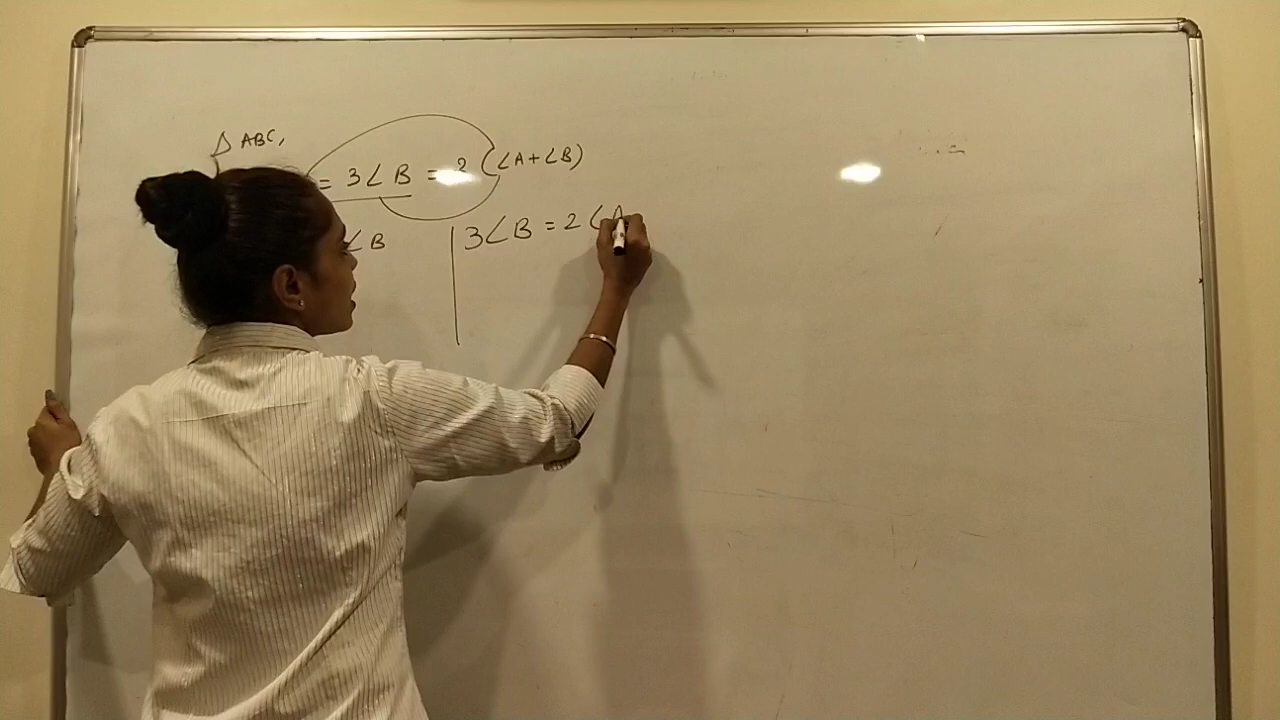 Δ ABC,
= 3∠B = 2 (∠A+∠B)
∠B
3∠B = 2 (A